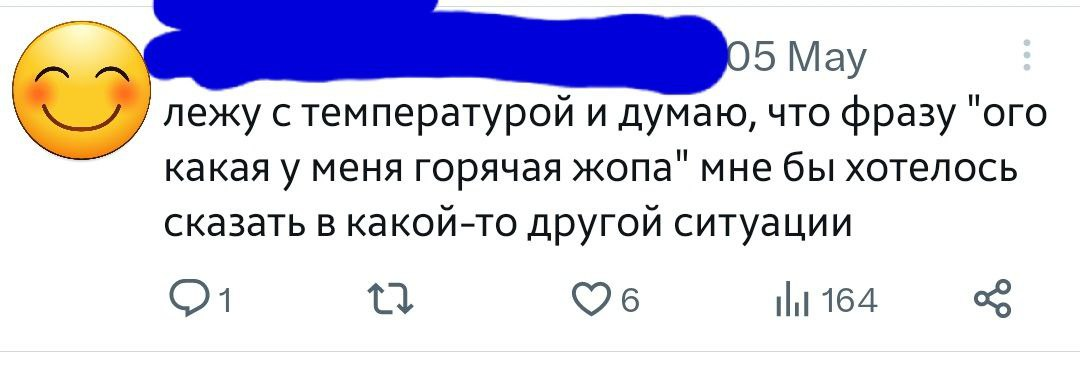 05 May
лежу с температурой и думаю, что фразу "ого
какая у меня горячая жопа" мне бы хотелось
сказать в какой-то другой ситуации
1 6 164